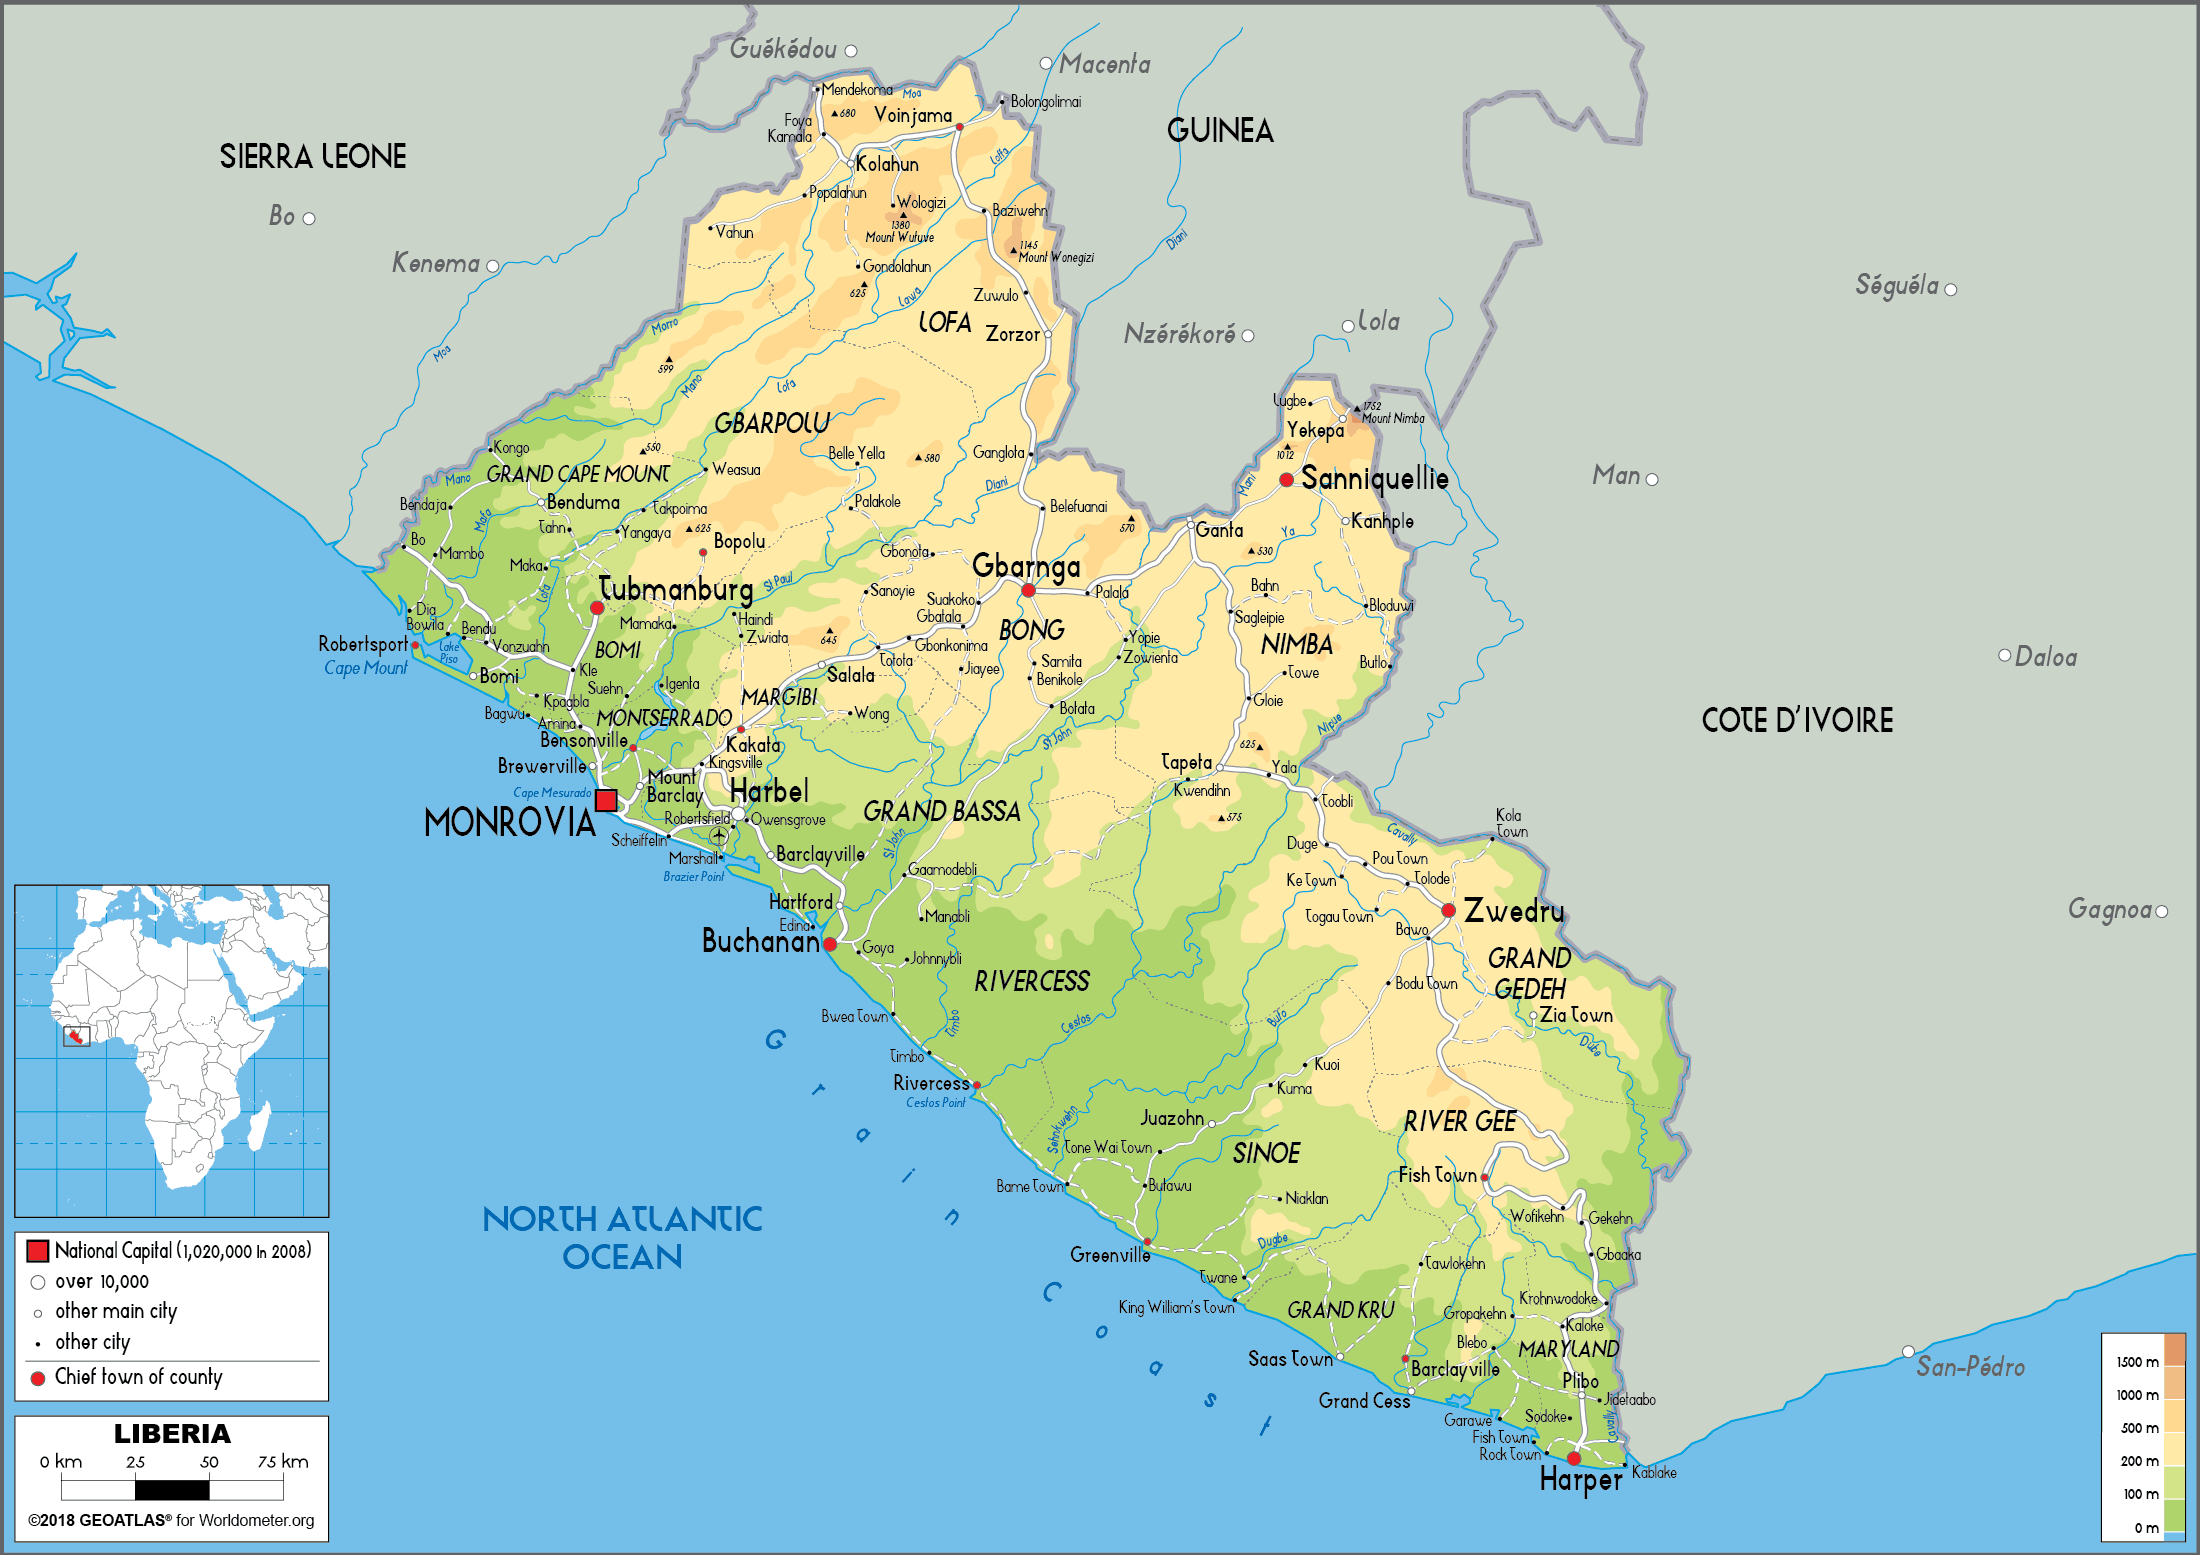 Guékédou
Macenta
Mendekoma
Moa
Bolongolimai
680
Voinjama
GUINEA
Foya
Kamala
SIERRA LEONE
Kolahun
Loffa
Popalahun
Wologizi
Bo
Baziwehn
1380
Mount Wutuve
Vahun
Diani
1145
Mount Wonegizi
Kenema
Gondolahun
625
Lawa
Zuwulo
Séguéla
LOFA
Zorzor
Nzérékoré
Lola
Morro
Moa
599
Mano
Lofa
Lugbe
1752
Mount Nimba
GBARPOLU
Yekepa
Kongo
550
Belle Yella
580
Ganglota
1012
GRAND CAPE MOUNT
Weasua
Mano
Diani
Mani
Sanniquellie
Man
Bendaja
Benduma
Takpoima
Palakole
Belefuanai
Mafa
Tahn
Yangaya
625
570
Ganta
Ya
Kanhple
Bo
Mambo
Bopolu
Gbonota
530
Maka
Gbarnga
Lofa
Tubmanburg
St Paul
Sanoyie
Suakoko
Palala
Bahn
Dia
Bowila
Bendu
Mamaka
Haindi
Zwiata
645
Gbatala
BONG
Sagleipie
Bloduwi
Robertsport
Cape Mount
Lake
Piso
Vonzuahn
BOMI
Gbonkonima
Totota
Yopie
Zowienta
NIMBA
Butlo
Daloa
Bomi
Kle
Suehn
Igenta
Salala
Jiayee
Samita
Benikole
Towe
Kpagbla
MARGIBI
Gloie
Bagwu
Amina
MONTSERRADO
Wong
Botata
Nipue
COTE D'IVOIRE
Bensonville
Kakata
St John
625
Brewerville
Kingsville
Tapeta
Yala
Mount
Barclay
Cape Mesurado
Harbel
Kwendihn
Toobli
MONROVIA
Robertsfield
Owensgrove
GRAND BASSA
575
Kola
Town
Scheiffelin
Cavally
Marshall
Brazier Point
Barclayville
St John
Duge
Pou Town
Gaamodebli
Ke Town
Tolode
Hartford
Manabli
Togau Town
Zwedru
Gagnoa
Edina
Buchanan
Goya
Johnnybli
Bawo
GRAND
GEDEH
RIVERCESS
Bodu Town
Bwea Town
Timbo
Cestos
Buto
Zia Town
Dube
Timbo
Kuoi
Rivercess
Cestos Point
Kuma
Juazohn
RIVER GEE
Sehnkwehn
Tone Wai Town
SINOE
Fish Town
Bame Town
Butawu
Niaklan
Wofikehn
Gekehn
NORTH ATLANTIC
OCEAN
Greenville
Dugbe
Gbaaka
Twane
Tawlokehn
King William's Town
GRAND KRU
Krohnwodoke
Gropakehn
Kaloke
Blebo
MARYLAND
Saas Town
Barclayville
San-Pédro
Grand Cess
Plibo
Jidetaabo
Garawe
Sodoke
Cavally
Fish Town
Rock Town
Harper
Kablake
Grain Coast
National Capital (1,020,000 in 2008)
over 10,000
other main city
other city
Chief town of county
LIBERIA
0 km 25 50 75 km
©2018 GEOATLAS® for Worldometer.org
1500 m
1000 m
500 m
200 m
100 m
0 m